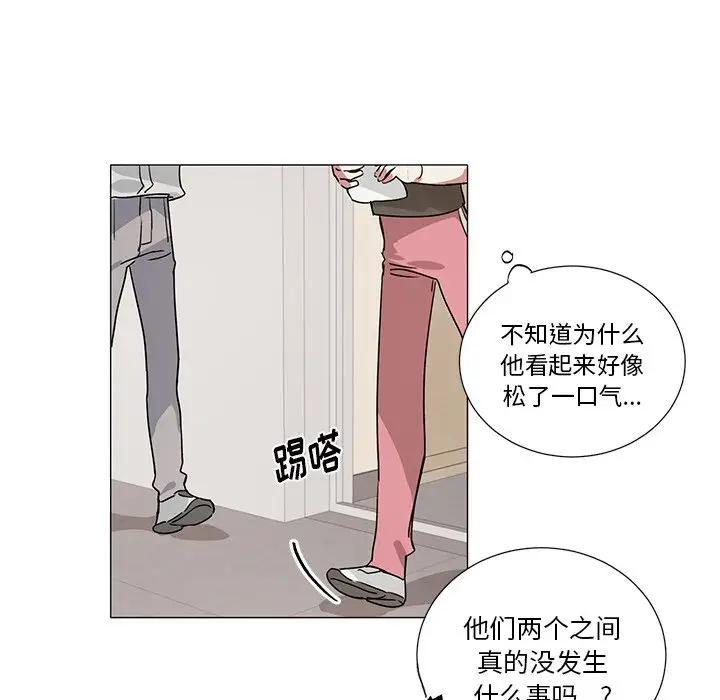 不知道为什么
他看起来好像
松了一口气...
踢嗒
他们两个之间
真的没发生
什么事吗...?